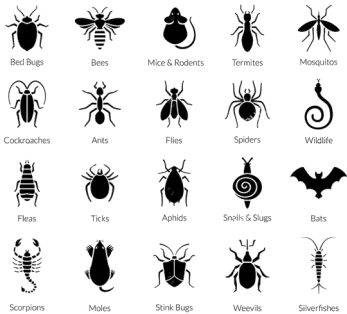 Bed Bugs
Bees
Mice & Rodents
Termites
Mosquitos
Cockroaches
Ants
Flies
Spiders
Wildlife
Fleas
Ticks
Aphids
Snails & Slugs
Bats
Scorpions
Moles
Stink Bugs
Weevils
Silverfishes